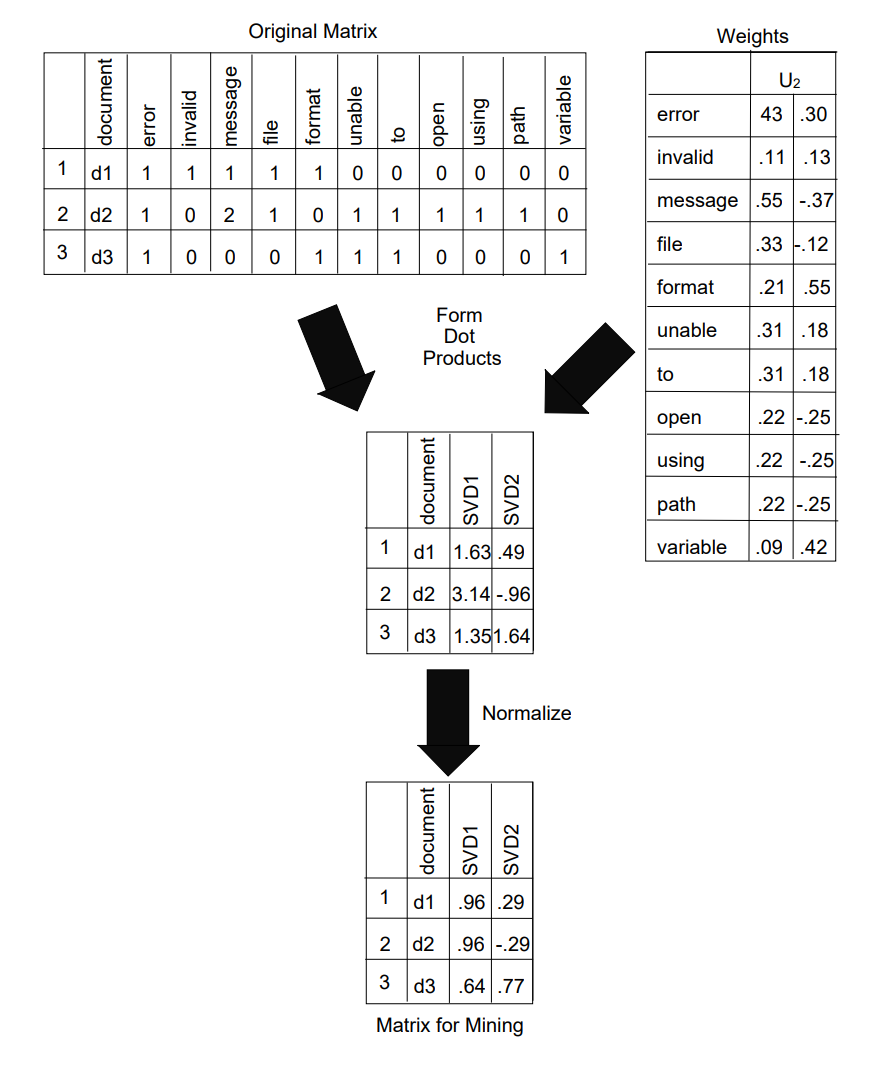 Original Matrix
document error invalid message file format unable to open using path variable
1 d1 1 1 1 1 1 0 0 0 0 0 0
2 d2 1 0 2 1 0 1 1 1 1 1 0
3 d3 1 0 0 0 1 1 1 0 0 0 1
Weights
U2
error 43 .30
invalid .11 .13
message .55 -.37
file .33 -.12
format .21 .55
unable .31 .18
to .31 .18
open .22 -.25
using .22 -.25
path .22 -.25
variable .09 .42
Form
Dot
Products
document SVD1 SVD2
1 d1 1.63 .49
2 d2 3.14 -.96
3 d3 1.35 1.64
Normalize
document SVD1 SVD2
1 d1 .96 .29
2 d2 .96 -.29
3 d3 .64 .77
Matrix for Mining